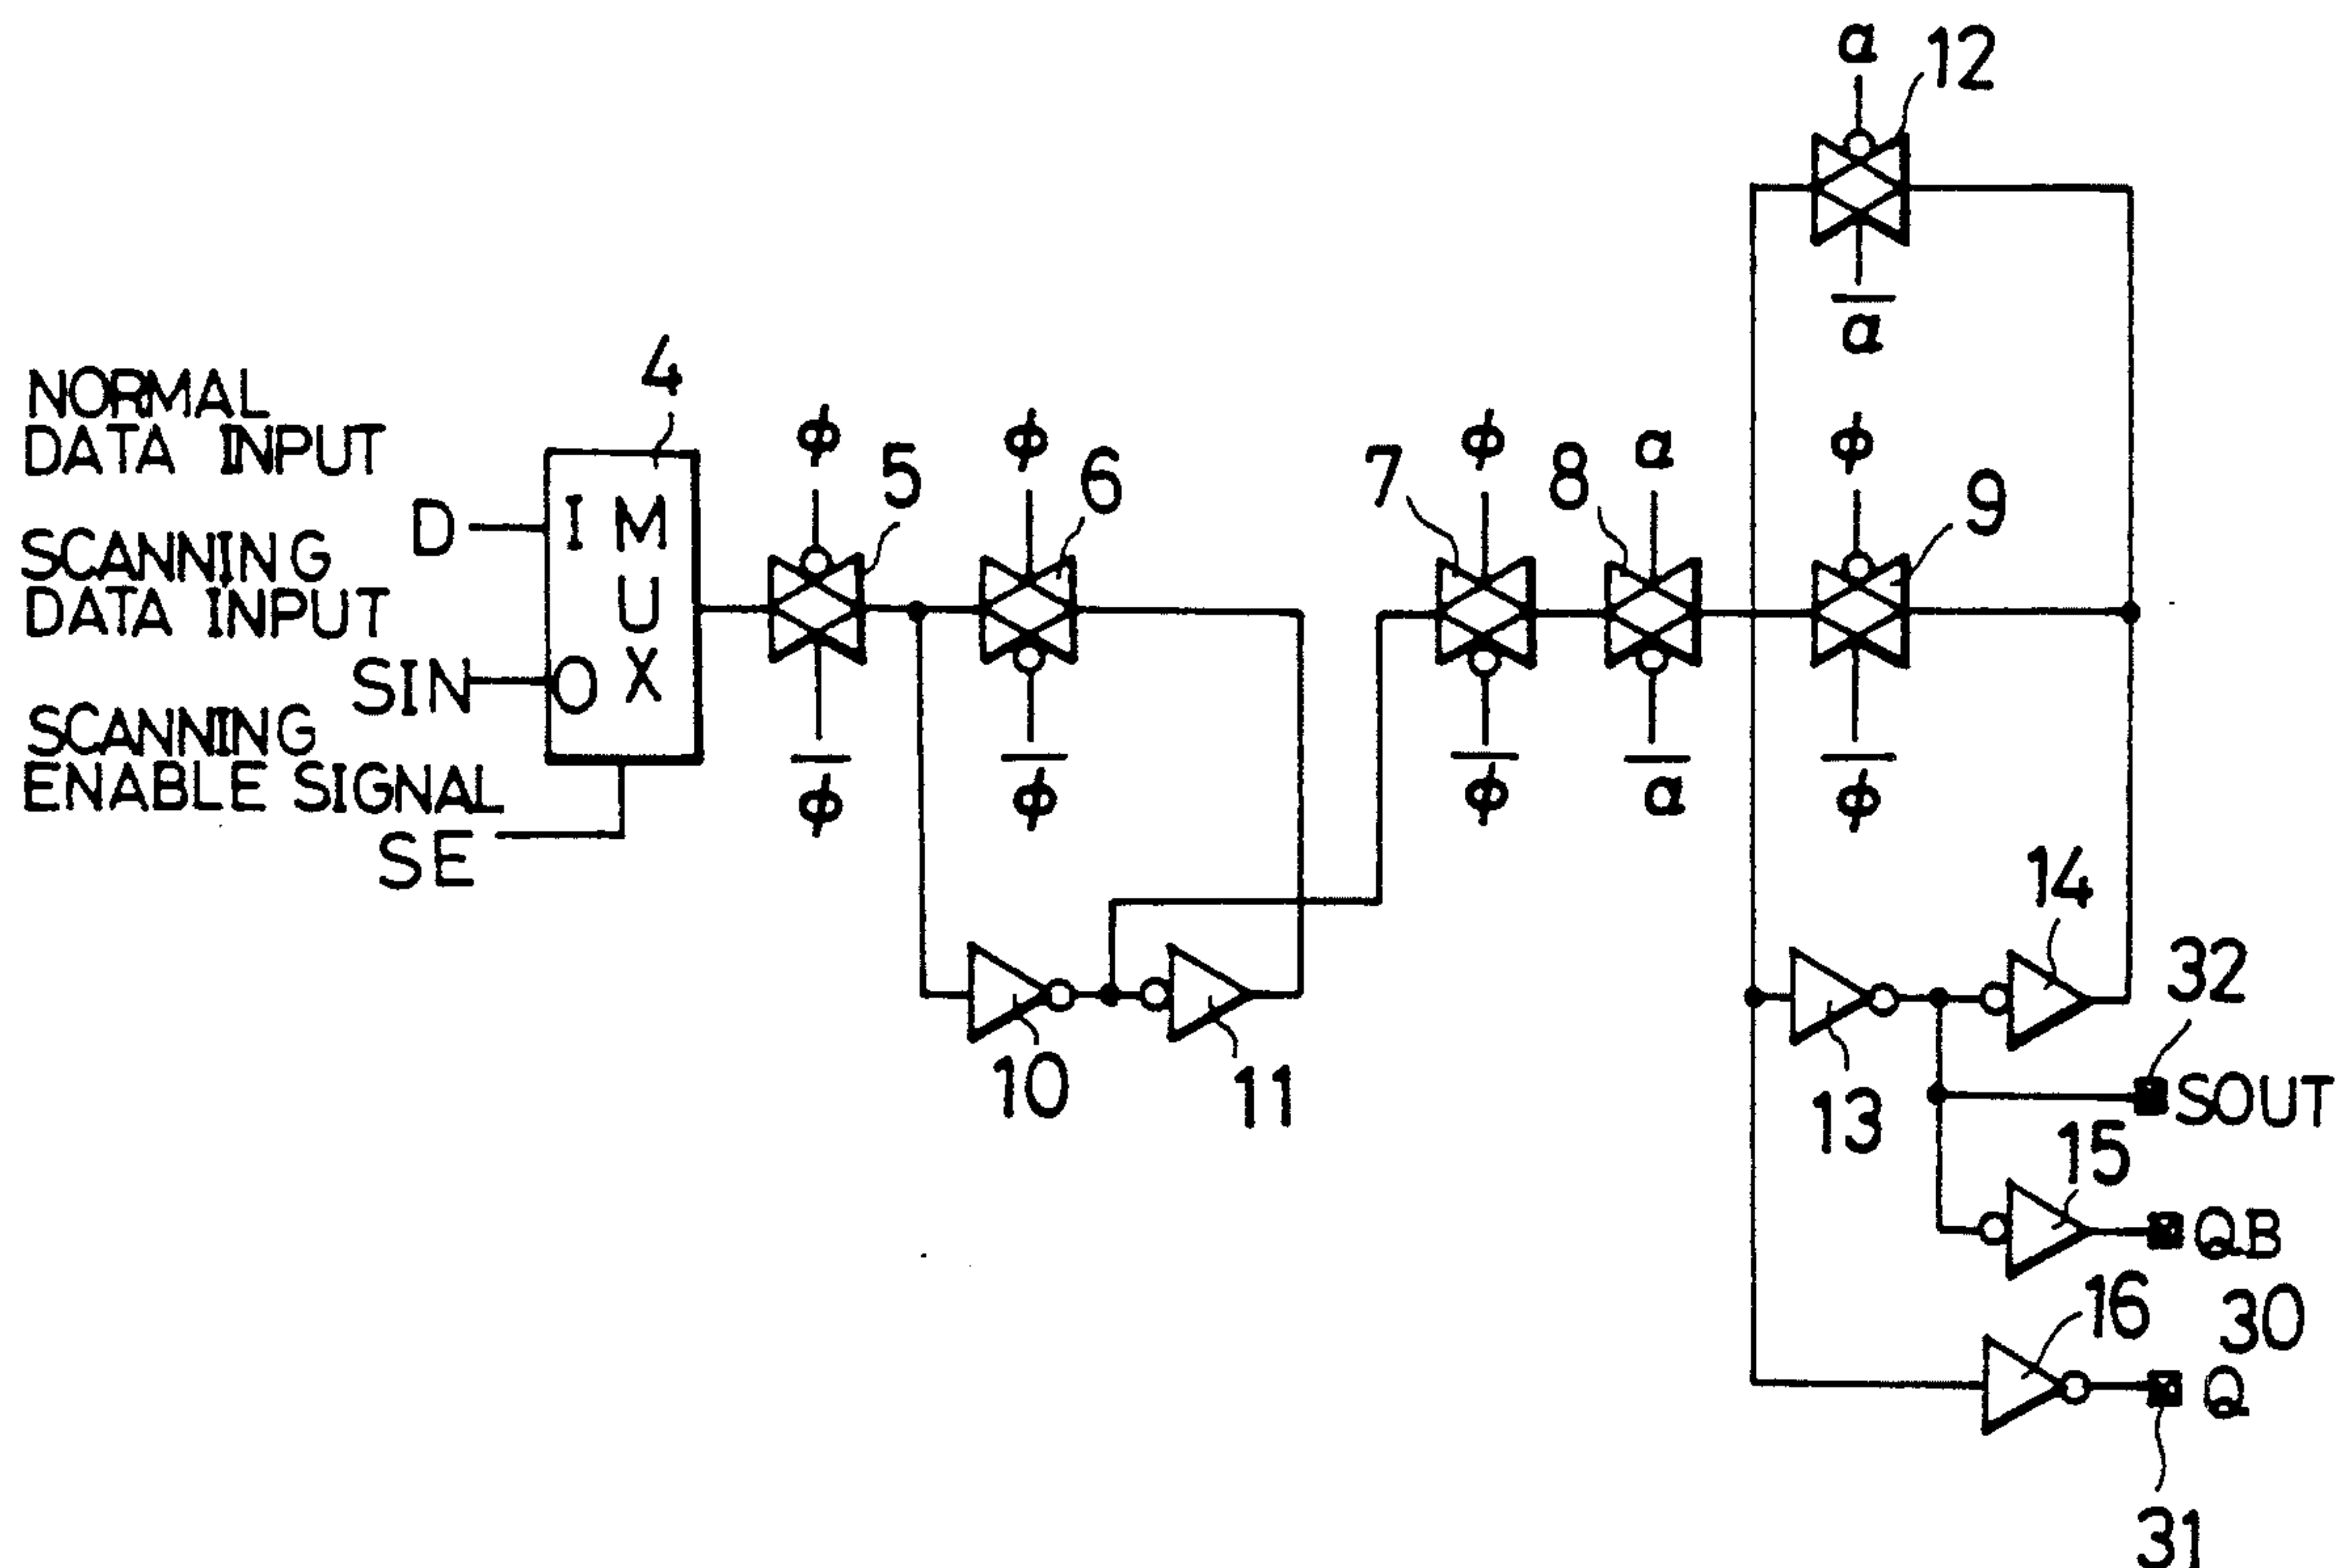 α
12
α̅
NORMAL
DATA INPUT
4
ϕ
5
ϕ
6
7
ϕ
8
α
ϕ
9
D
I
M
U
X
SCANNING
DATA INPUT
SIN
O
SCANNING
ENABLE SIGNAL
SE
ϕ̅
ϕ̅
ϕ̅
α̅
ϕ̅
14
32
10
11
13
SOUT
15
QB
16
30
Q
31